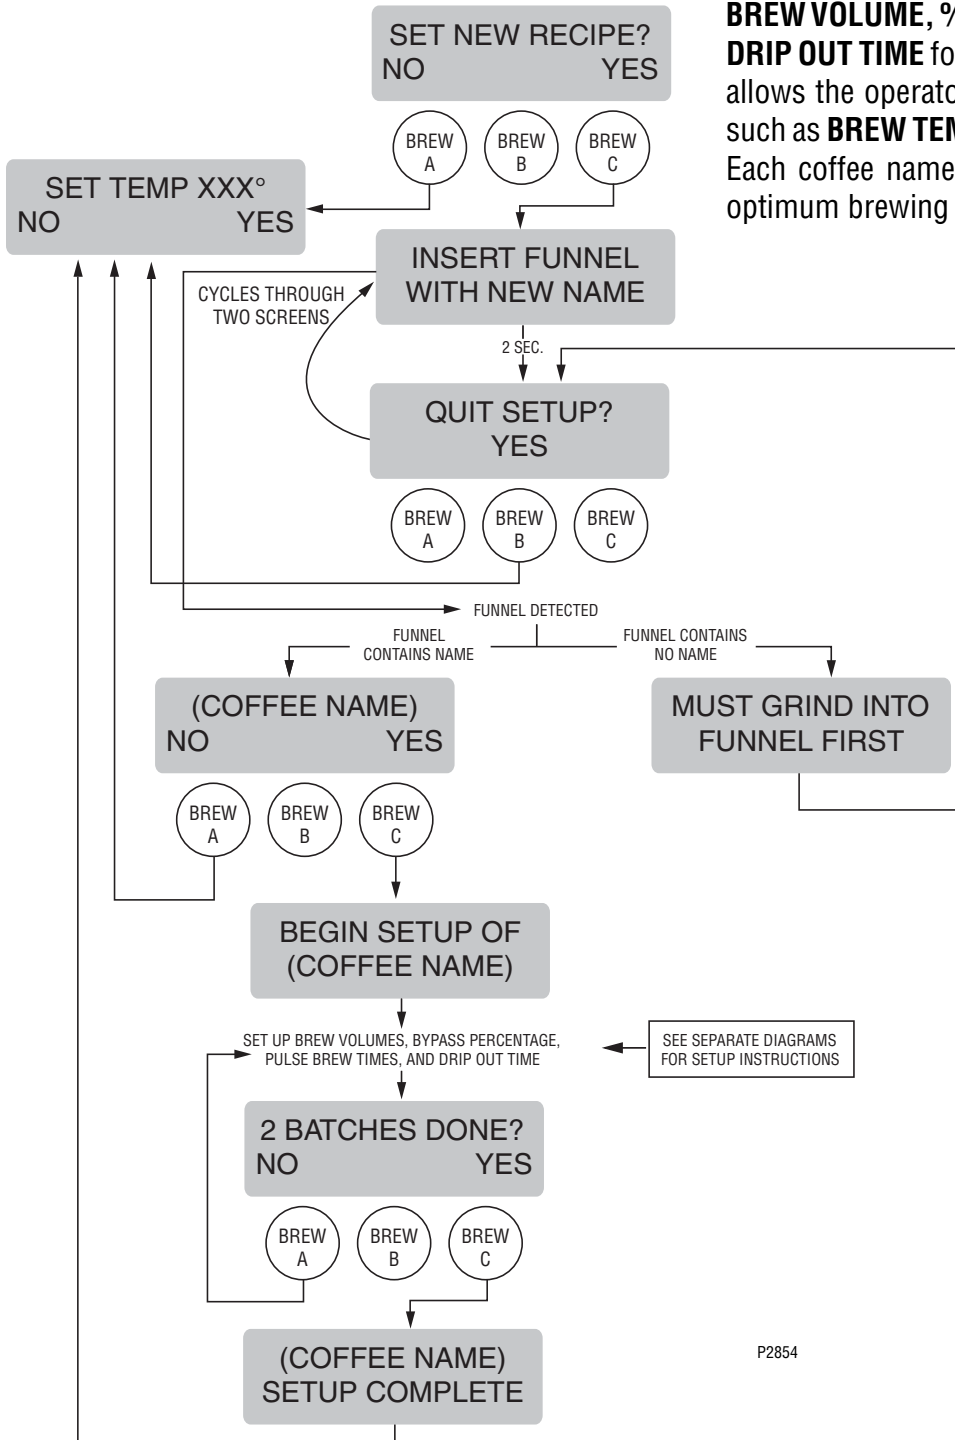 BREW VOLUME, %
DRIP OUT TIME fo
allows the operato
such as BREW TEM
Each coffee name
optimum brewing
SET NEW RECIPE?
NO YES
BREW A
BREW B
BREW C
SET TEMP XXX°
NO YES
INSERT FUNNEL
WITH NEW NAME
CYCLES THROUGH
TWO SCREENS
2 SEC.
QUIT SETUP?
YES
BREW A
BREW B
BREW C
FUNNEL DETECTED
FUNNEL
CONTAINS NAME
FUNNEL CONTAINS
NO NAME
(COFFEE NAME)
NO YES
MUST GRIND INTO
FUNNEL FIRST
BREW A
BREW B
BREW C
BEGIN SETUP OF
(COFFEE NAME)
SET UP BREW VOLUMES, BYPASS PERCENTAGE,
PULSE BREW TIMES, AND DRIP OUT TIME
SEE SEPARATE DIAGRAMS
FOR SETUP INSTRUCTIONS
2 BATCHES DONE?
NO YES
BREW A
BREW B
BREW C
(COFFEE NAME)
SETUP COMPLETE
P2854